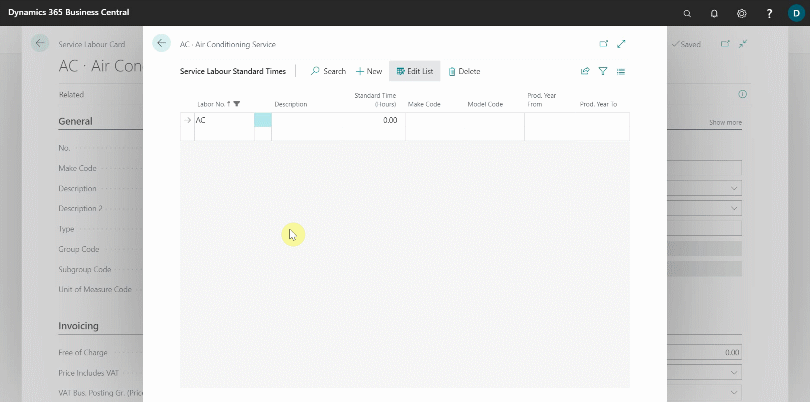 Dynamics 365 Business Central
?
D
Service Labour Card
AC · Air Con
Saved
Related
General
Show more
No.
Make Code
Description
Description 2
Type
Group Code
Subgroup Code
Unit of Measure Code
Invoicing
Free of Charge
0.00
Price Includes VAT
VAT Bus. Posting Gr. (Price
AC · Air Conditioning Service
Service Labour Standard Times
Search
New
Edit List
Delete
Labor No. ↑
Description
Standard Time (Hours)
Make Code
Model Code
Prod. Year From
Prod. Year To
AC
0.00